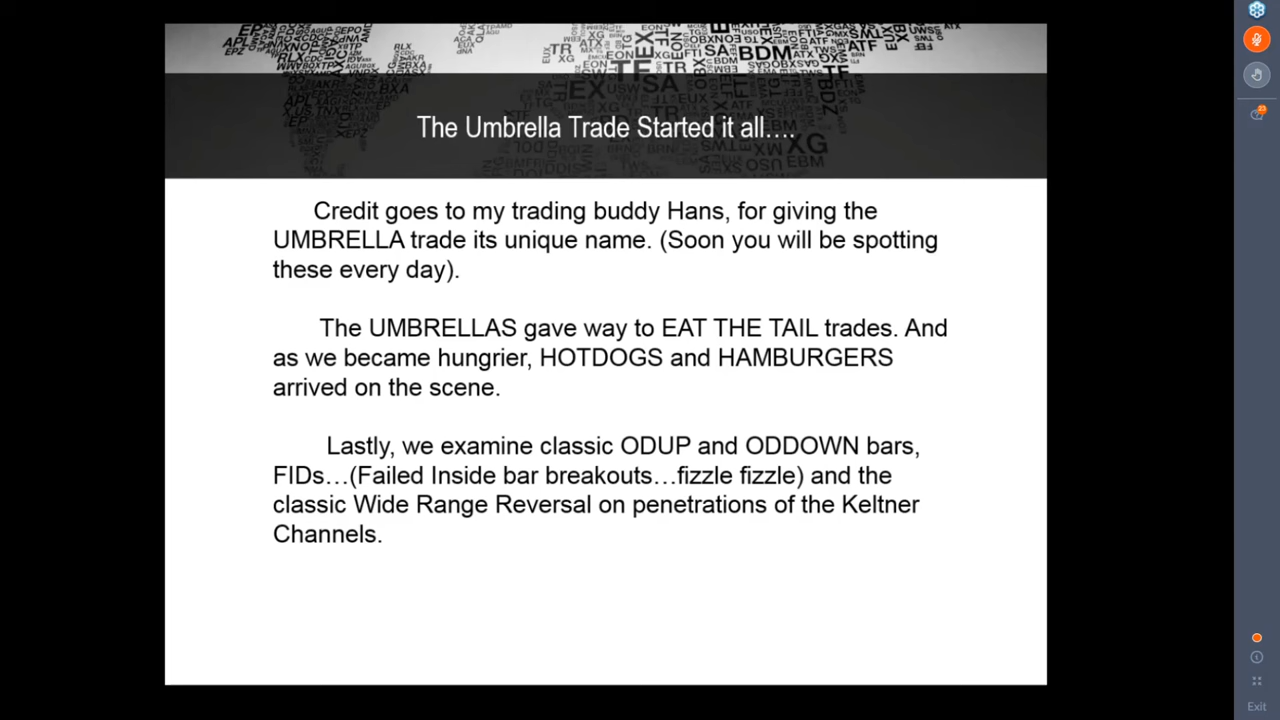 The Umbrella Trade Started it all….
Credit goes to my trading buddy Hans, for giving the
UMBRELLA trade its unique name. (Soon you will be spotting
these every day).
The UMBRELLAS gave way to EAT THE TAIL trades. And
as we became hungrier, HOTDOGS and HAMBURGERS
arrived on the scene.
Lastly, we examine classic ODUP and ODDOWN bars,
FIDs…(Failed Inside bar breakouts…fizzle fizzle) and the
classic Wide Range Reversal on penetrations of the Keltner
Channels.
23
Exit